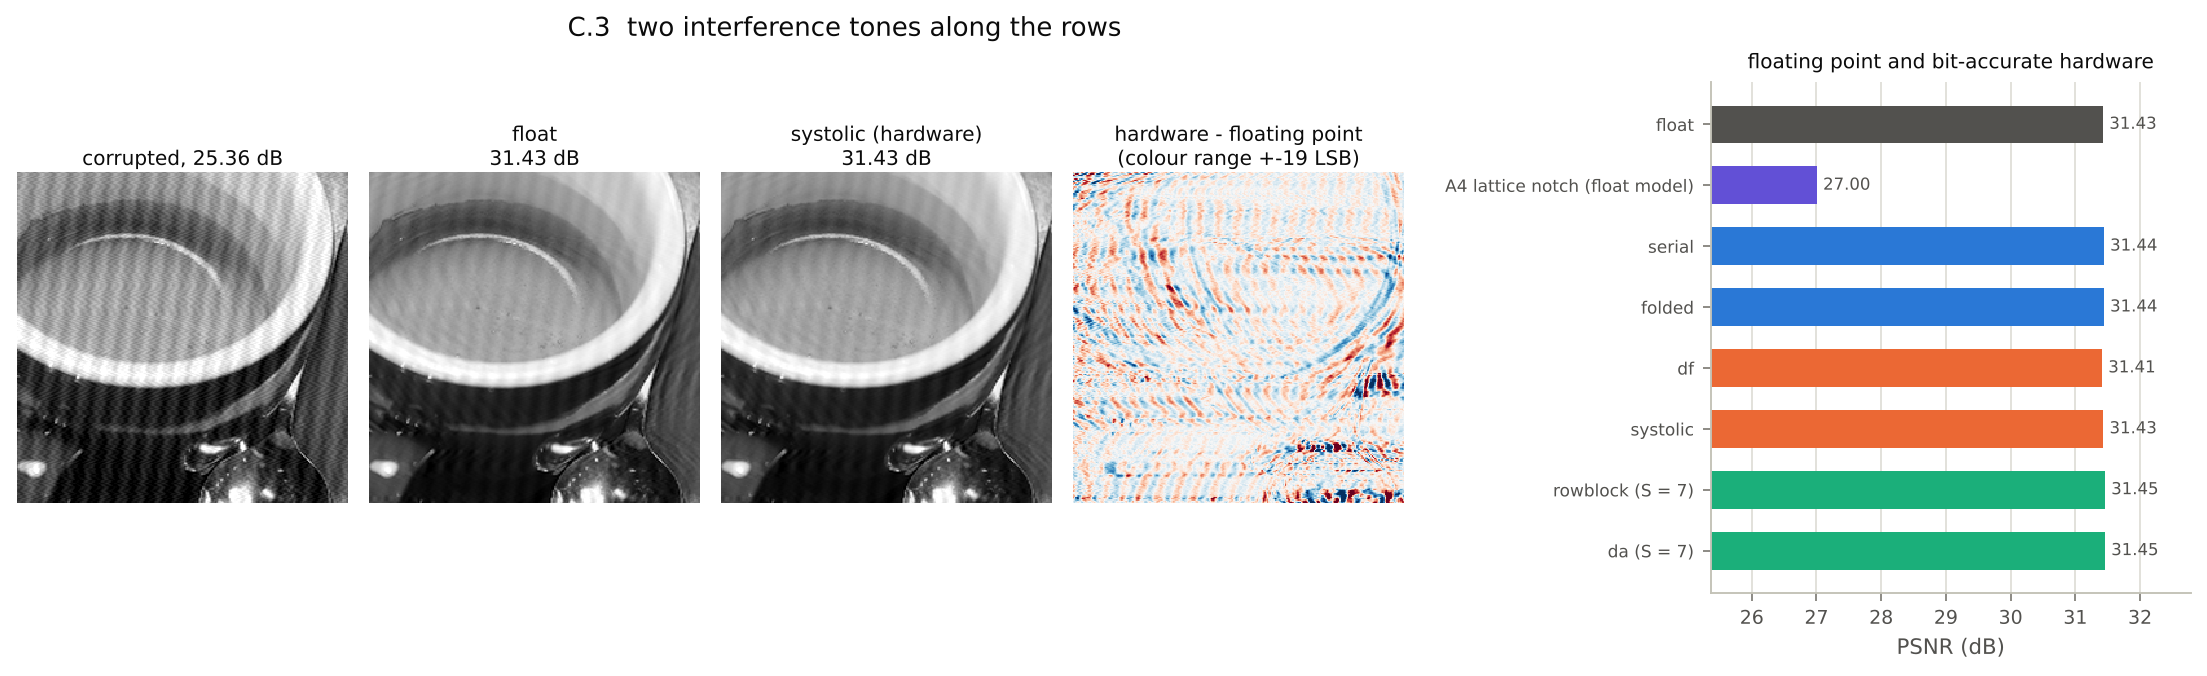 C.3  two interference tones along the rows
corrupted, 25.36 dB
float
31.43 dB
systolic (hardware)
31.43 dB
hardware - floating point
(colour range +-19 LSB)
floating point and bit-accurate hardware
float 31.43
A4 lattice notch (float model) 27.00
serial 31.44
folded 31.44
df 31.41
systolic 31.43
rowblock (S = 7) 31.45
da (S = 7) 31.45
26 27 28 29 30 31 32
PSNR (dB)